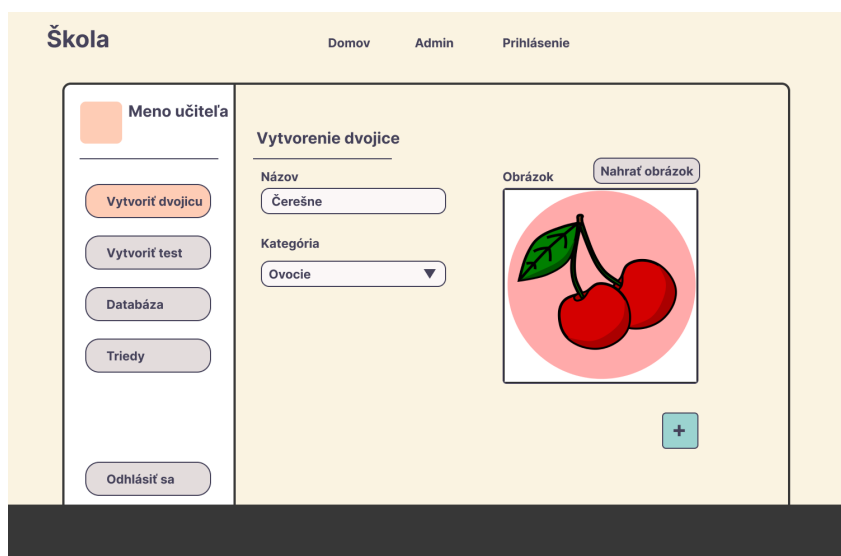 Škola
Domov
Admin
Prihlásenie
Meno učiteľa
Vytvoriť dvojicu
Vytvoriť test
Databáza
Triedy
Odhlásiť sa
Vytvorenie dvojice
Názov
Čerešne
Kategória
Ovocie
Obrázok
Nahrať obrázok
+